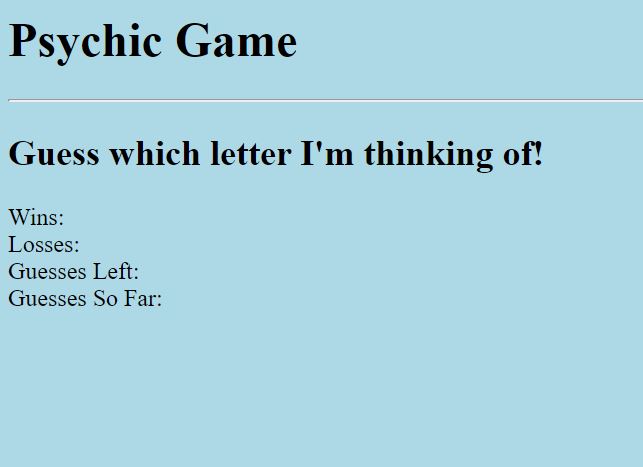 Psychic Game
Guess which letter I'm thinking of!
Wins:
Losses:
Guesses Left:
Guesses So Far: